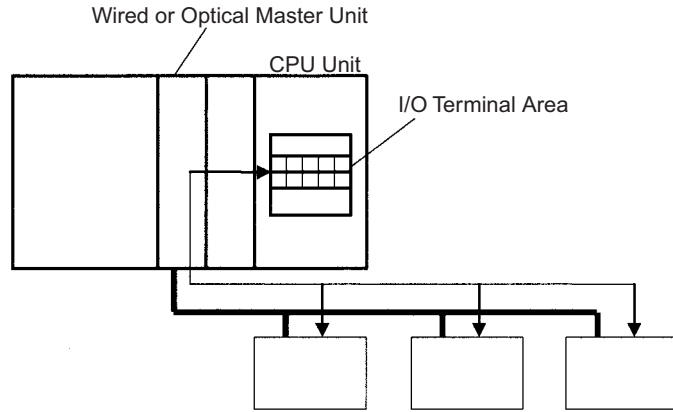 Wired or Optical Master Unit
CPU Unit
I/O Terminal Area